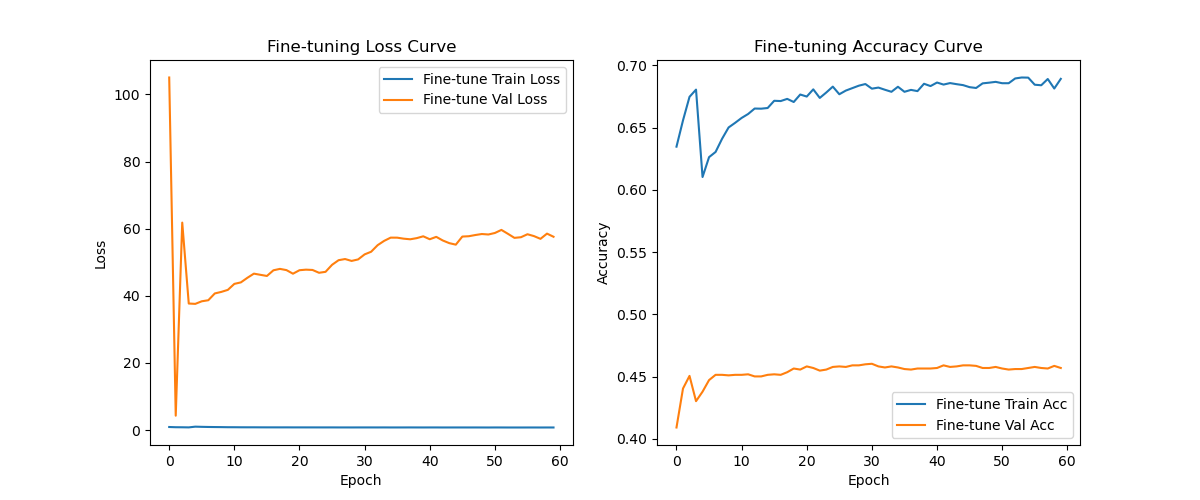 Fine-tuning Loss Curve
Fine-tune Train Loss
Fine-tune Val Loss
100
80
60
40
20
0
Loss
0 10 20 30 40 50 60
Epoch
Fine-tuning Accuracy Curve
0.70
0.65
0.60
0.55
0.50
0.45
0.40
Accuracy
Fine-tune Train Acc
Fine-tune Val Acc
0 10 20 30 40 50 60
Epoch